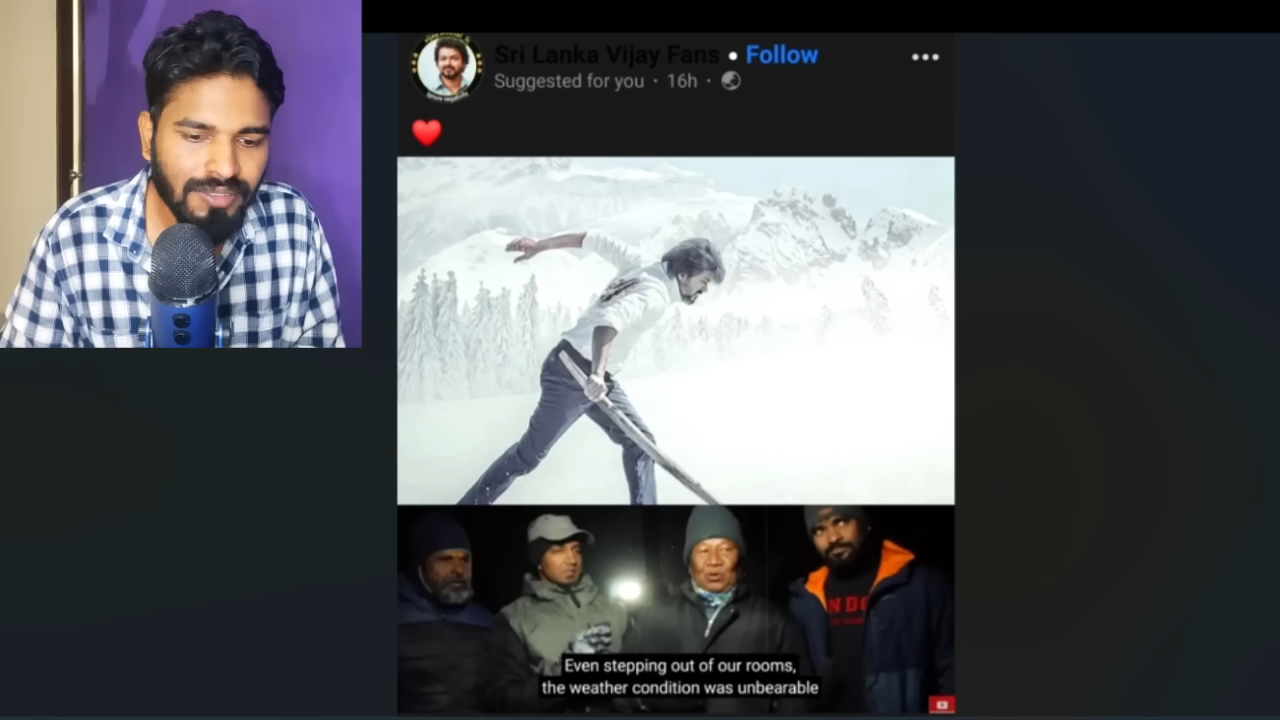 Sri Lanka Vijay Fans • Follow
Suggested for you · 16h ·
Even stepping out of our rooms,
the weather condition was unbearable